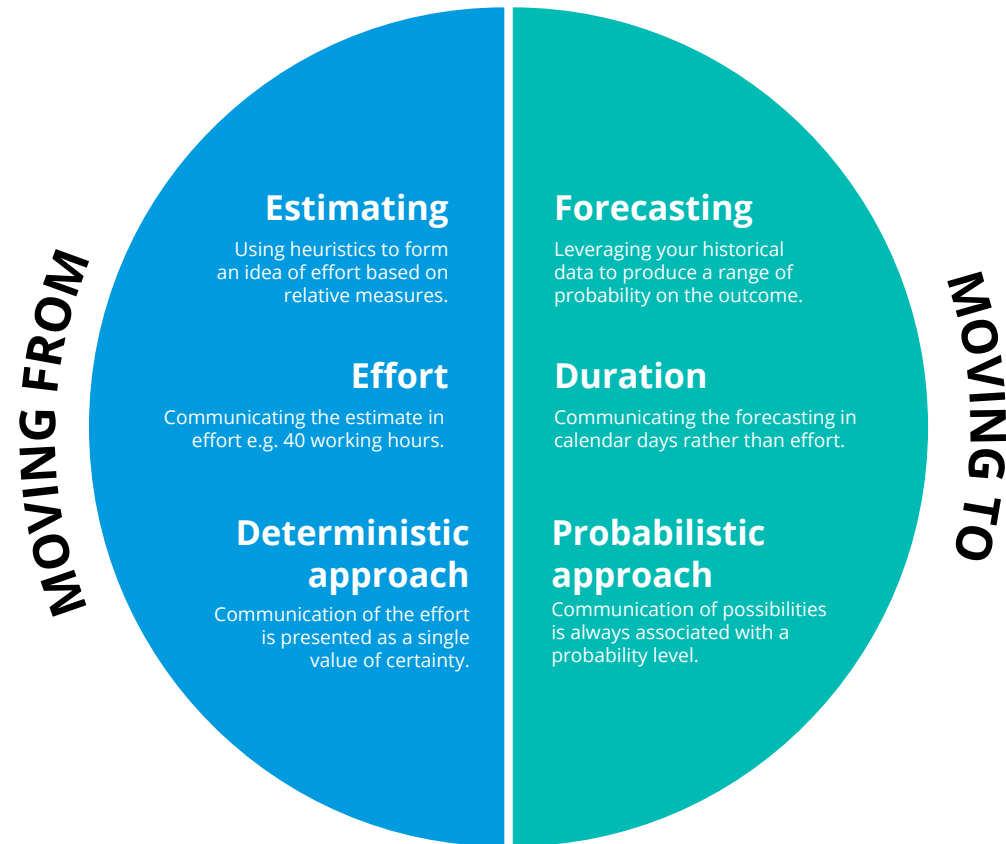 MOVING FROM
Estimating
Using heuristics to form
an idea of effort based on
relative measures.
Effort
Communicating the estimate in
effort e.g. 40 working hours.
Deterministic
approach
Communication of the effort
is presented as a single
value of certainty.
Forecasting
Leveraging your historical
data to produce a range of
probability on the outcome.
Duration
Communicating the forecasting in
calendar days rather than effort.
Probabilistic
approach
Communication of possibilities
is always associated with a
probability level.
MOVING TO